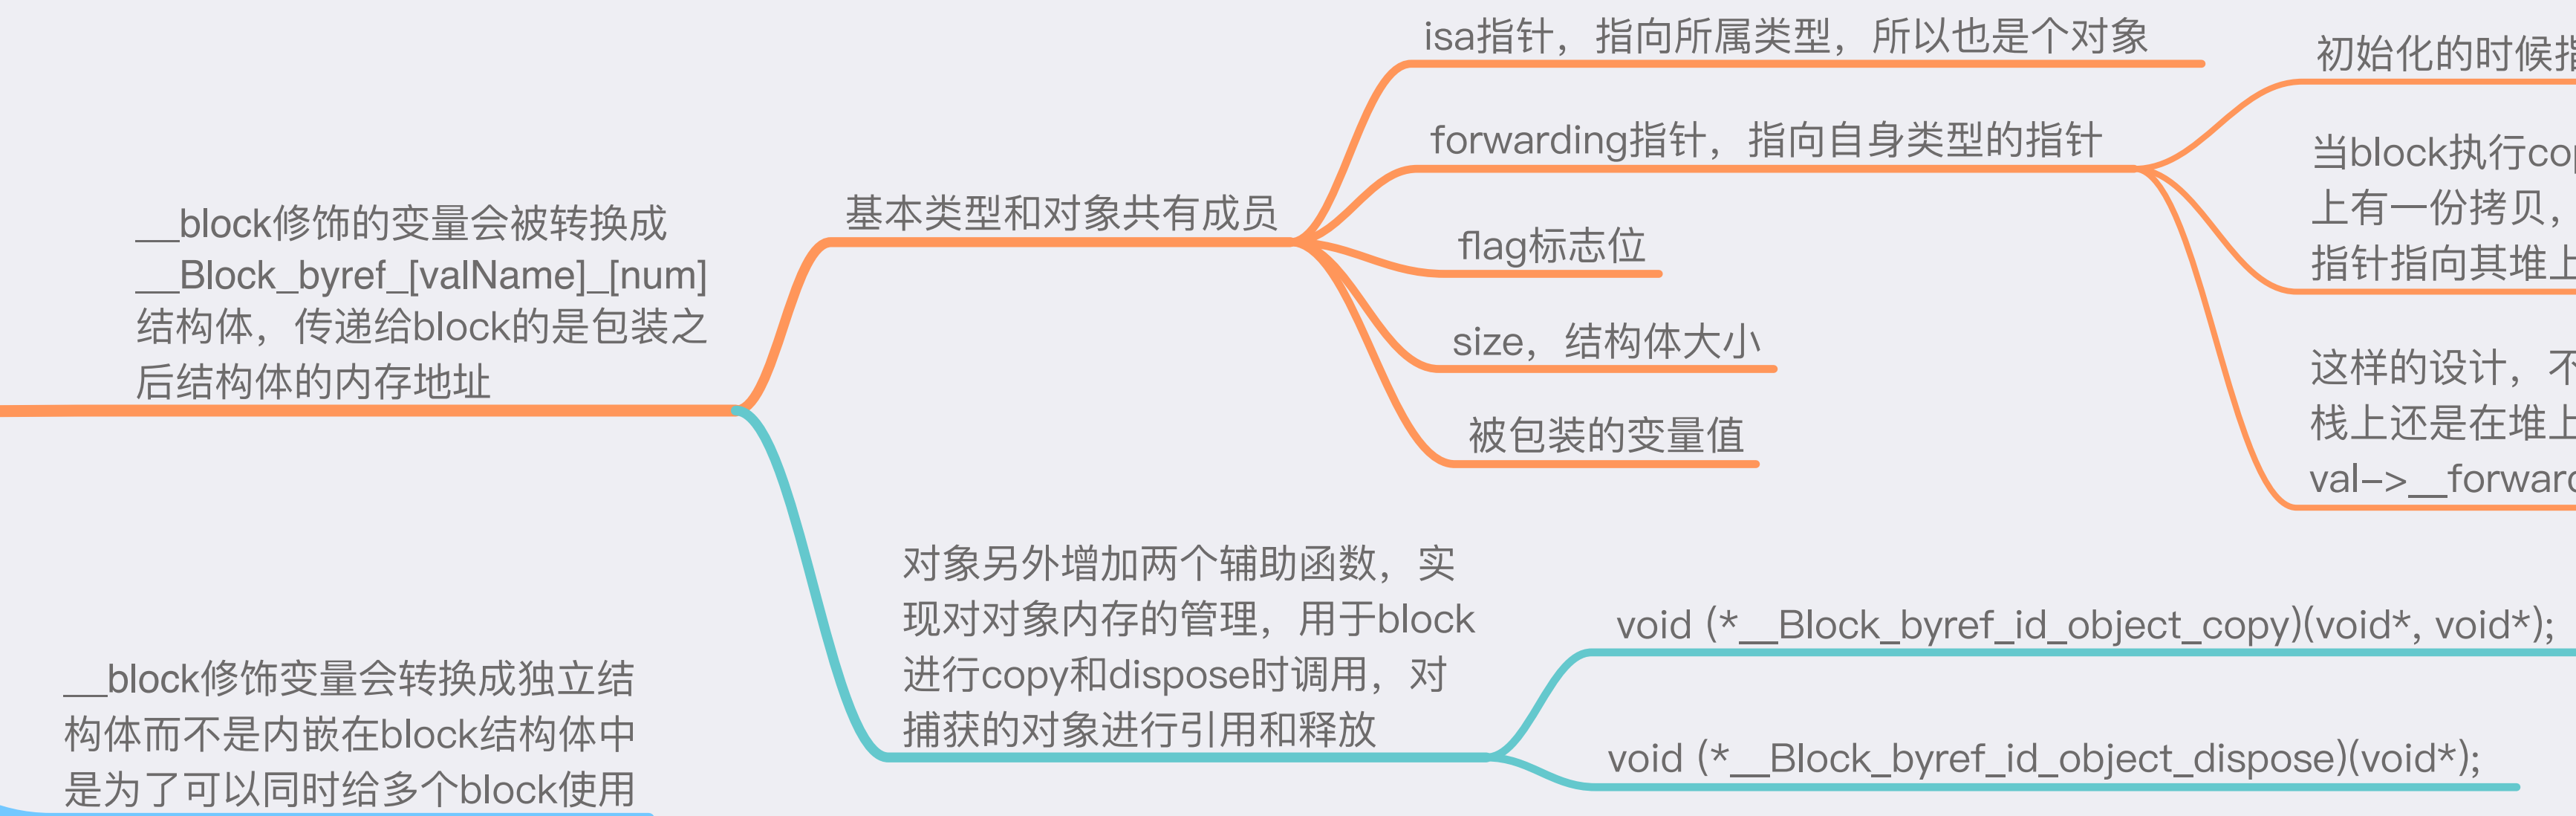 __block修饰的变量会被转换成
__Block_byref_[valName]_[num]
结构体，传递给block的是包装之
后结构体的内存地址
基本类型和对象共有成员
isa指针，指向所属类型，所以也是个对象
forwarding指针，指向自身类型的指针
初始化的时候指
当block执行cop
上有一份拷贝，
指针指向其堆上
这样的设计，不
栈上还是在堆上
val->__forward
flag标志位
size，结构体大小
被包装的变量值
对象另外增加两个辅助函数，实
现对对象内存的管理，用于block
进行copy和dispose时调用，对
捕获的对象进行引用和释放
void (*__Block_byref_id_object_copy)(void*, void*);
void (*__Block_byref_id_object_dispose)(void*);
__block修饰变量会转换成独立结
构体而不是内嵌在block结构体中
是为了可以同时给多个block使用